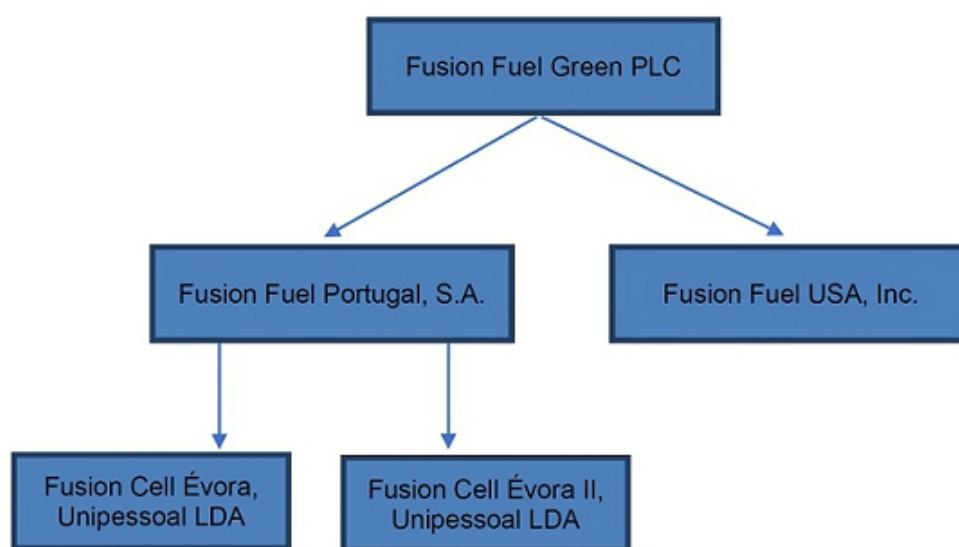 Fusion Fuel Green PLC
Fusion Fuel Portugal, S.A.
Fusion Fuel USA, Inc.
Fusion Cell Évora,
Unipessoal LDA
Fusion Cell Évora II,
Unipessoal LDA